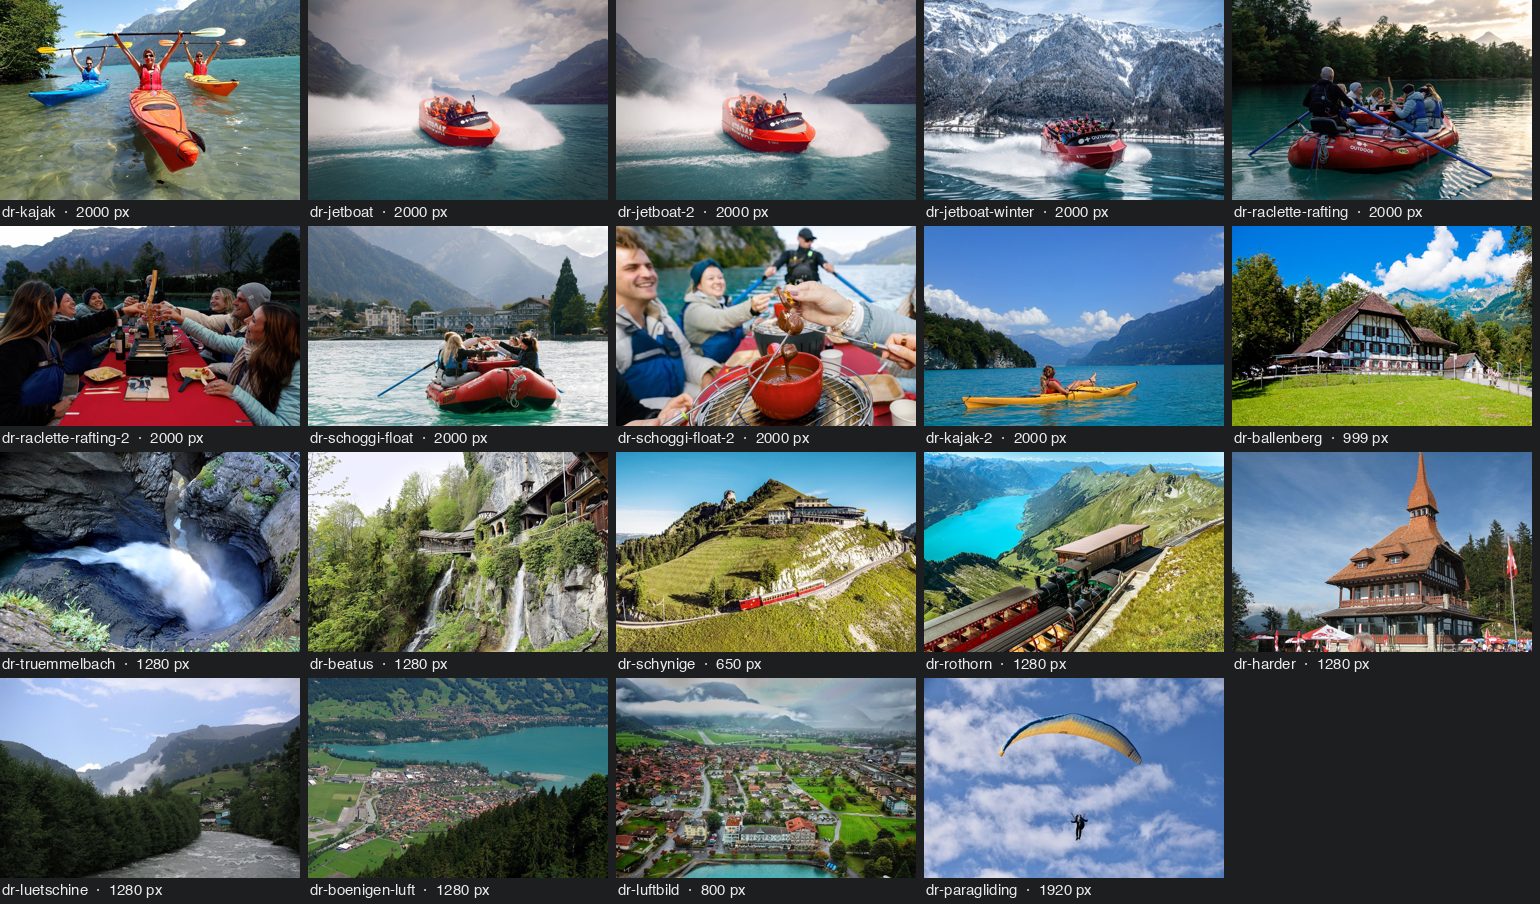 dr-kajak · 2000 px
dr-jetboat · 2000 px
dr-jetboat-2 · 2000 px
dr-jetboat-winter · 2000 px
dr-raclette-rafting · 2000 px
OUTDOOR
dr-raclette-rafting-2 · 2000 px
dr-schoggi-float · 2000 px
dr-schoggi-float-2 · 2000 px
dr-kajak-2 · 2000 px
dr-ballenberg · 999 px
dr-truemmelbach · 1280 px
dr-beatus · 1280 px
dr-schynige · 650 px
dr-rothorn · 1280 px
dr-harder · 1280 px
dr-luetschine · 1280 px
dr-boenigen-luft · 1280 px
dr-luftbild · 800 px
dr-paragliding · 1920 px